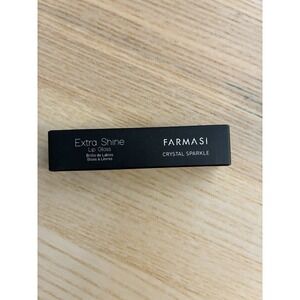 Extra Shine
Lip Gloss
Brillo de Labios
Gloss à Lèvres
FARMASI
CRYSTAL SPARKLE